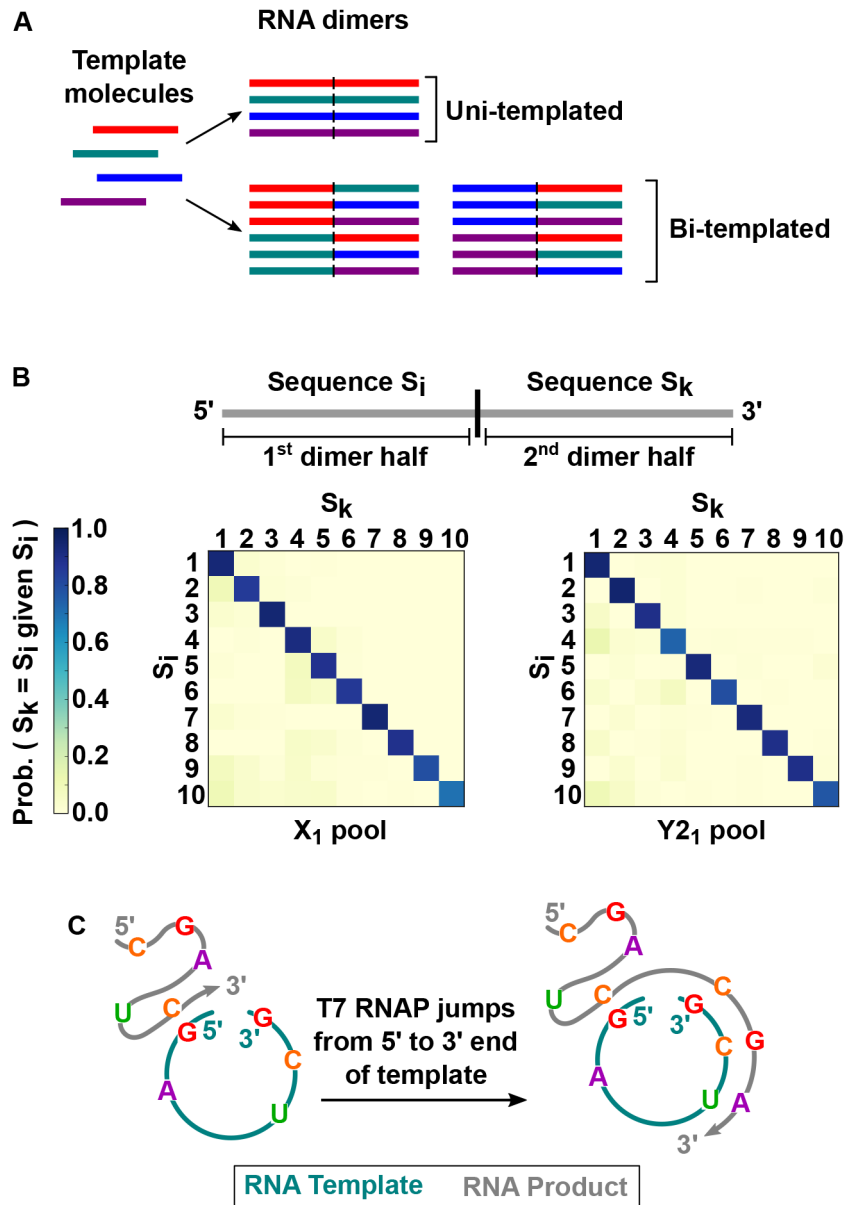 A
RNA dimers
Template
molecules
Uni-templated
Bi-templated
B
Sequence Si
Sequence Sk
5'
3'
1st dimer half
2nd dimer half
Prob. ( Sk = Si given Si )
1.0
0.8
0.6
0.4
0.2
0.0
Sk
1 2 3 4 5 6 7 8 9 10
Si
1
2
3
4
5
6
7
8
9
10
X1 pool
Sk
1 2 3 4 5 6 7 8 9 10
Si
1
2
3
4
5
6
7
8
9
10
Y21 pool
C
5'
C
G
A
U
C
3'
G
5'
3'
G
A
C
U
T7 RNAP jumps
from 5' to 3' end
of template
5'
C
G
A
U
C
C
G
5'
3'
G
G
A
C
U
A
3'
RNA Template
RNA Product